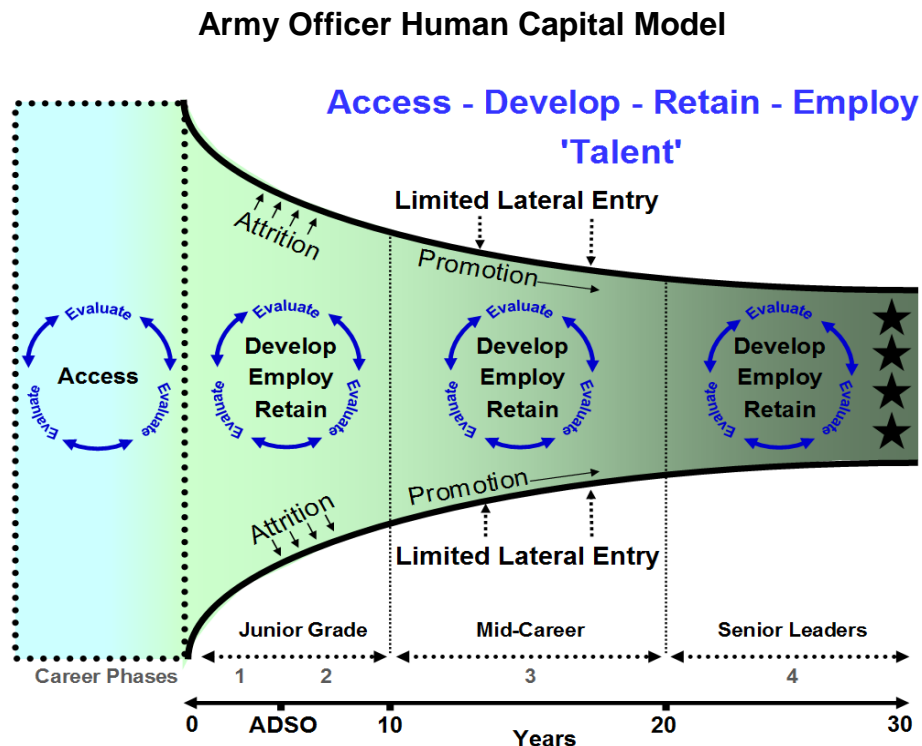 Army Officer Human Capital Model
Access - Develop - Retain - Employ
'Talent'
Limited Lateral Entry
Attrition
Promotion
Evaluate
Access
Evaluate
Evaluate
Evaluate
Develop
Employ
Retain
Evaluate
Evaluate
Evaluate
Develop
Employ
Retain
Evaluate
Evaluate
Evaluate
Develop
Employ
Retain
Evaluate
Evaluate
Attrition
Promotion
Limited Lateral Entry
Junior Grade
Mid-Career
Senior Leaders
Career Phases
1
2
3
4
0
ADSO
10
20
30
Years